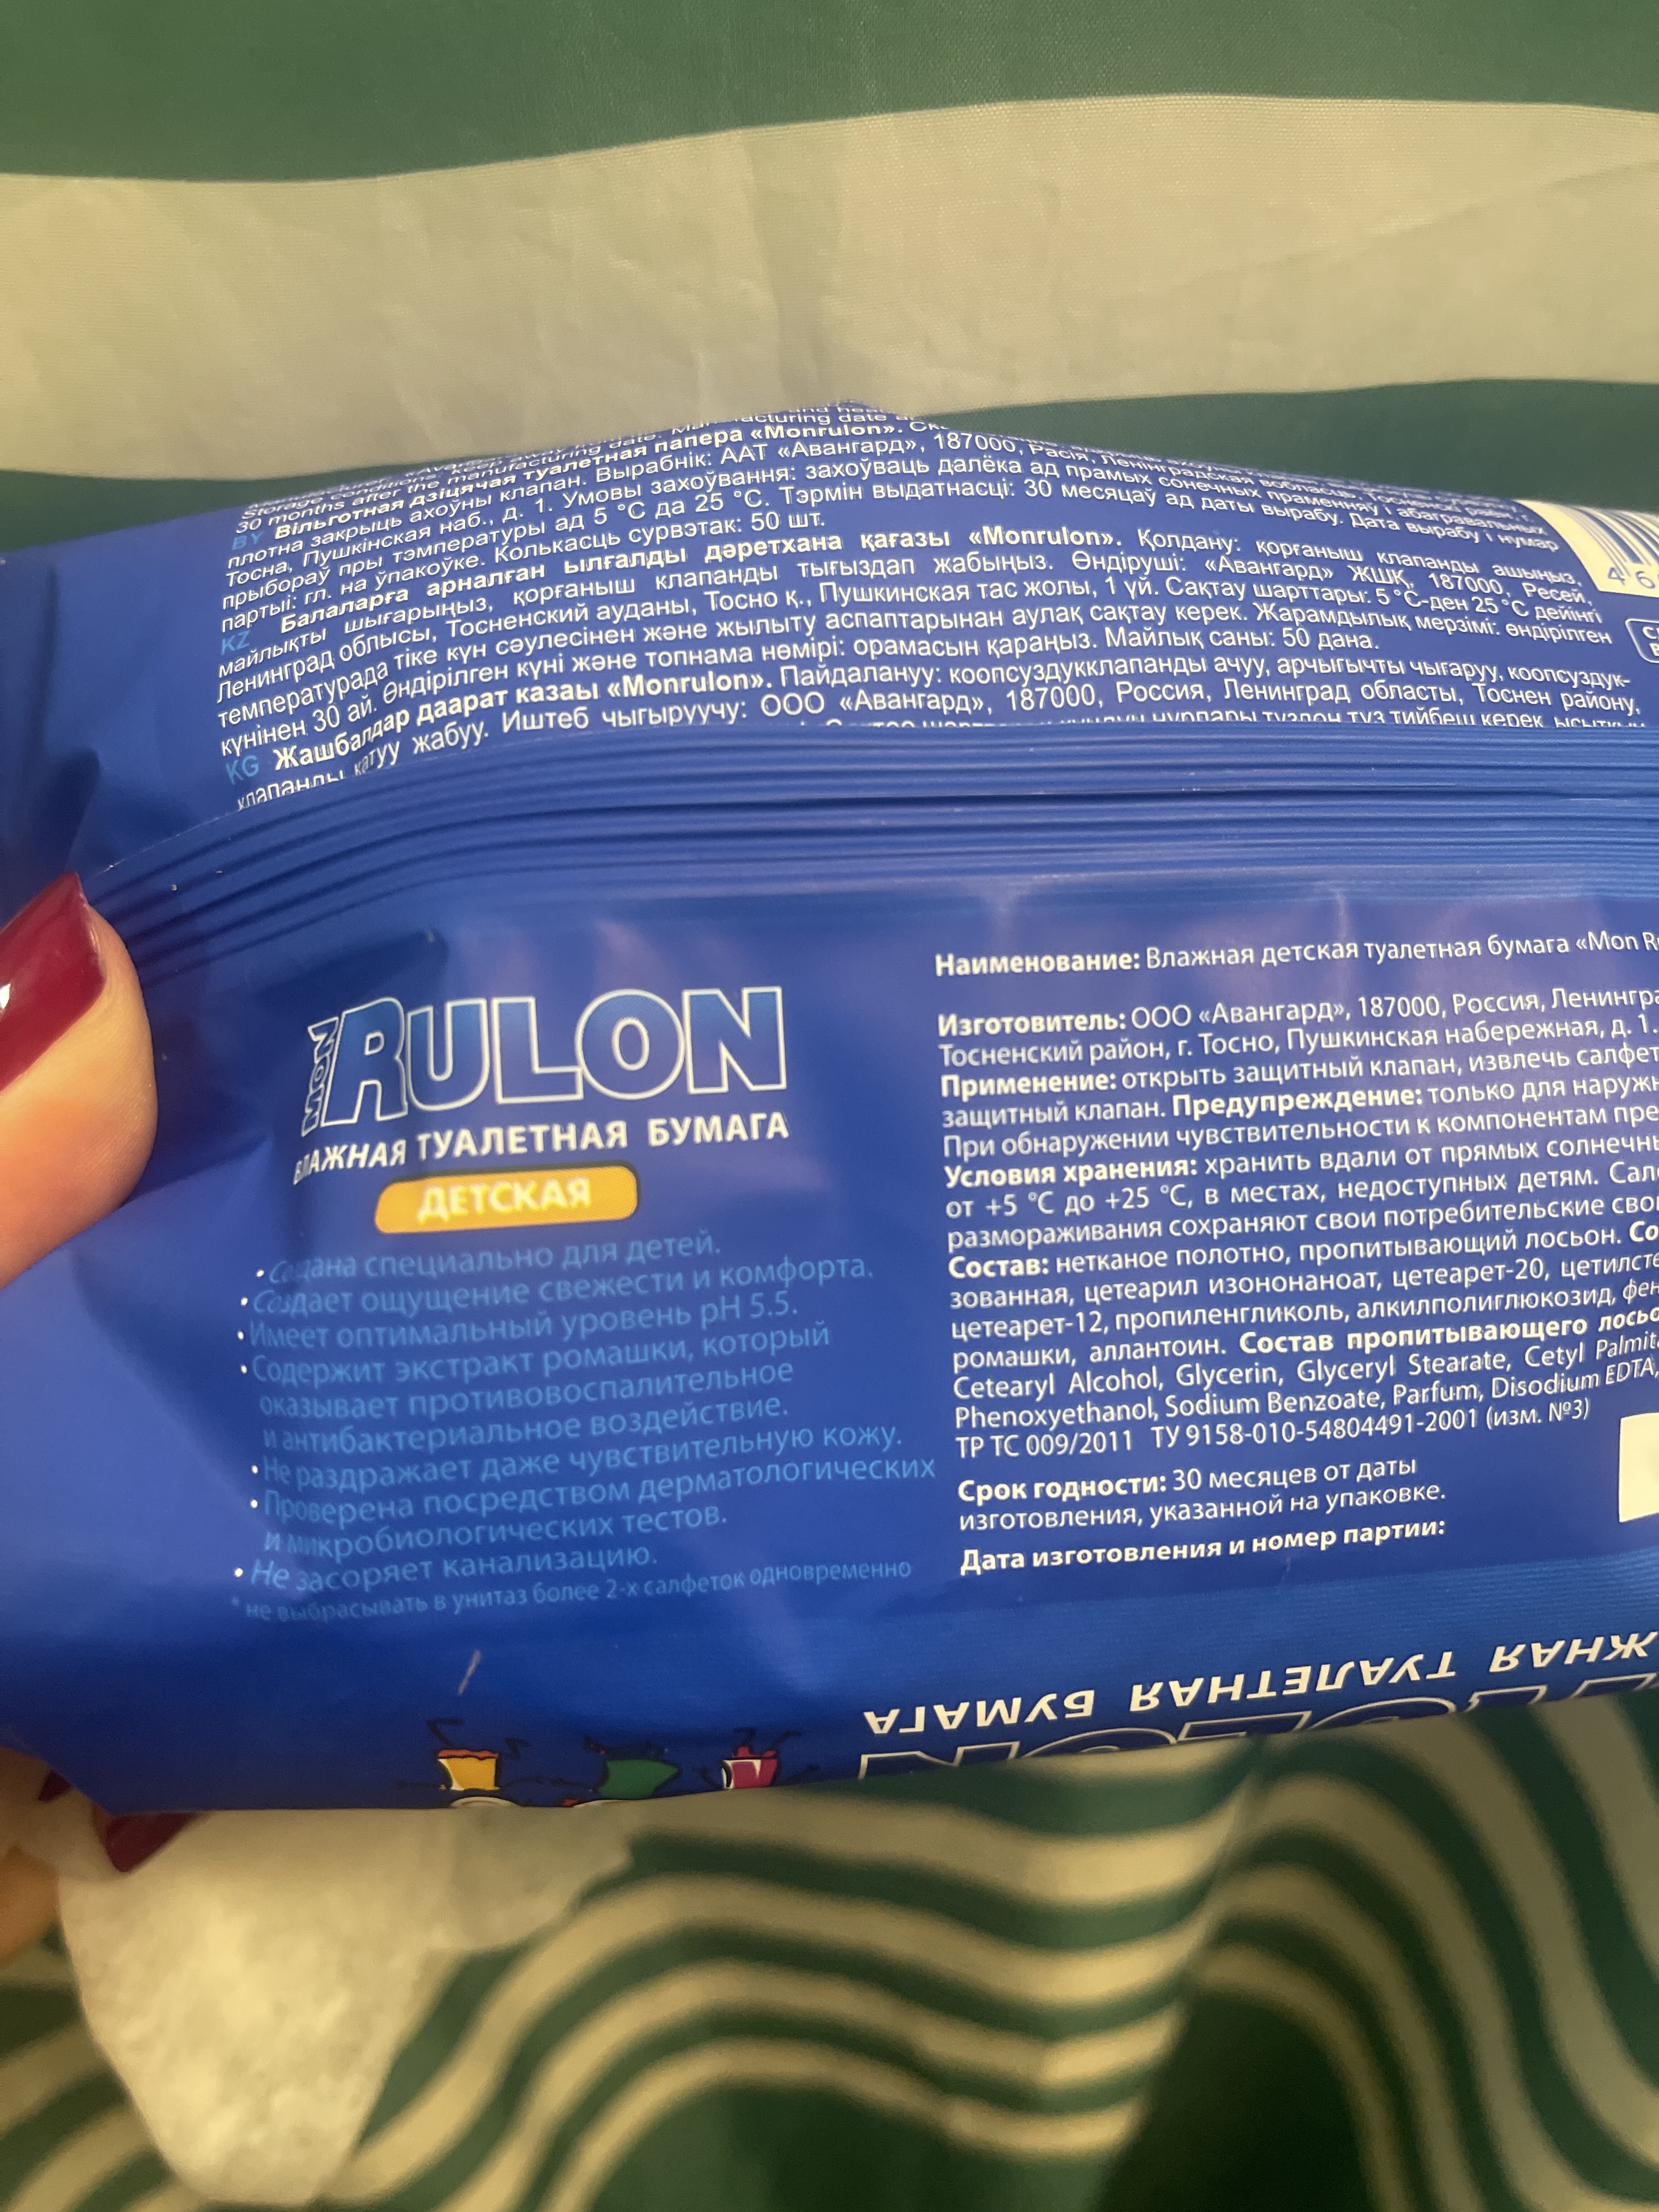 acturing date
30 months after the manufacturing date.
BY Вільготная дзіцячая туалетная папера «Monrulon».
плотна закрыць ахоўны клапан. Вырабнік: ААТ «Авангард», 187000, Расія, Ленінградская вобласць,
Тосна, Пушкінская наб., д. 1. Умовы захоўвання: захоўваць далёка ад прамых сонечных праменняў і абагравальных
прыбораў пры тэмпературы ад 5 °С да 25 °С. Тэрмін выдатнасці: 30 месяцаў ад даты вырабу. Дата вырабу і нумар
партыі: гл. на ўпакоўке. Колькасць сурвэтак: 50 шт.
KZ Балаларға арналған ылғалды дәретхана қағазы «Monrulon». Қолдану: қорғаныш клапанды ашыңыз,
майлықты шығарыңыз, қорғаныш клапанды тығыздап жабыңыз. Өндіруші: «Авангард» ЖШҚ, 187000, Ресей,
Ленинград облысы, Тосненский ауданы, Тосно қ., Пушкинская тас жолы, 1 үй. Сақтау шарттары: 5 °С-ден 25 °С дейінгі
температурада тіке күн сәулесінен және жылыту аспаптарынан аулақ сақтау керек. Жарамдылық мерзімі: өндірілген
күнінен 30 ай. Өндірілген күні және топнама нөмірі: орамасын қараңыз. Майлық саны: 50 дана.
KG Жашбалдар даарат казаы «Monrulon». Пайдалануу: коопсуздукклапанды ачуу, арчыгычты чыгаруу, коопсуздук-
клапанды катуу жабуу. Иштеб чыгыруучу: ООО «Авангард», 187000, Россия, Ленинград областы, Тоснен району,
46
MON RULON
ВЛАЖНАЯ ТУАЛЕТНАЯ БУМАГА
ДЕТСКАЯ
• Создана специально для детей.
• Создает ощущение свежести и комфорта.
• Имеет оптимальный уровень pH 5.5.
• Содержит экстракт ромашки, который
оказывает противовоспалительное
и антибактериальное воздействие.
• Не раздражает даже чувствительную кожу.
• Проверена посредством дерматологических
и микробиологических тестов.
• Не засоряет канализацию.
* не выбрасывать в унитаз более 2-х салфеток одновременно
Наименование: Влажная детская туалетная бумага «Mon R
Изготовитель: ООО «Авангард», 187000, Россия, Ленингра
Тосненский район, г. Тосно, Пушкинская набережная, д. 1.
Применение: открыть защитный клапан, извлечь салфет
защитный клапан. Предупреждение: только для наружн
При обнаружении чувствительности к компонентам пре
Условия хранения: хранить вдали от прямых солнечны
от +5 °С до +25 °С, в местах, недоступных детям. Сал
размораживания сохраняют свои потребительские сво
Состав: нетканое полотно, пропитывающий лосьон. Со
зованная, цетеарил изононаноат, цетеарет-20, цетилсте
цетеарет-12, пропиленгликоль, алкилполиглюкозид, фен
ромашки, аллантоин. Состав пропитывающего лосьо
Cetearyl Alcohol, Glycerin, Glyceryl Stearate, Cetyl Palmit
Phenoxyethanol, Sodium Benzoate, Parfum, Disodium EDTA,
ТР ТС 009/2011 ТУ 9158-010-54804491-2001 (изм. №3)
Срок годности: 30 месяцев от даты
изготовления, указанной на упаковке.
Дата изготовления и номер партии:
ЖНАЯ ТУАЛЕТНАЯ БУМАГА